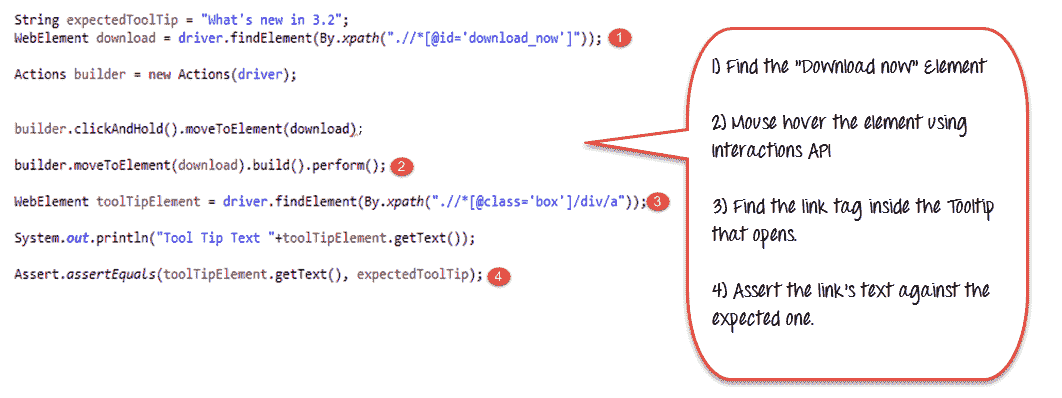 String expectedToolTip = "What's new in 3.2";
WebElement download = driver.findElement(By.xpath(".//*[@id='download_now']")); 1
Actions builder = new Actions(driver);
builder.clickAndHold().moveToElement(download);
builder.moveToElement(download).build().perform(); 2
WebElement toolTipElement = driver.findElement(By.xpath(".//*[@class='box']/div/a")); 3
System.out.println("Tool Tip Text "+toolTipElement.getText());
Assert.assertEquals(toolTipElement.getText(), expectedToolTip); 4
1) Find the "Download now" Element
2) Mouse hover the element using
interactions API
3) Find the link tag inside the Tooltip
that opens.
4) Assert the link's text against the
expected one.